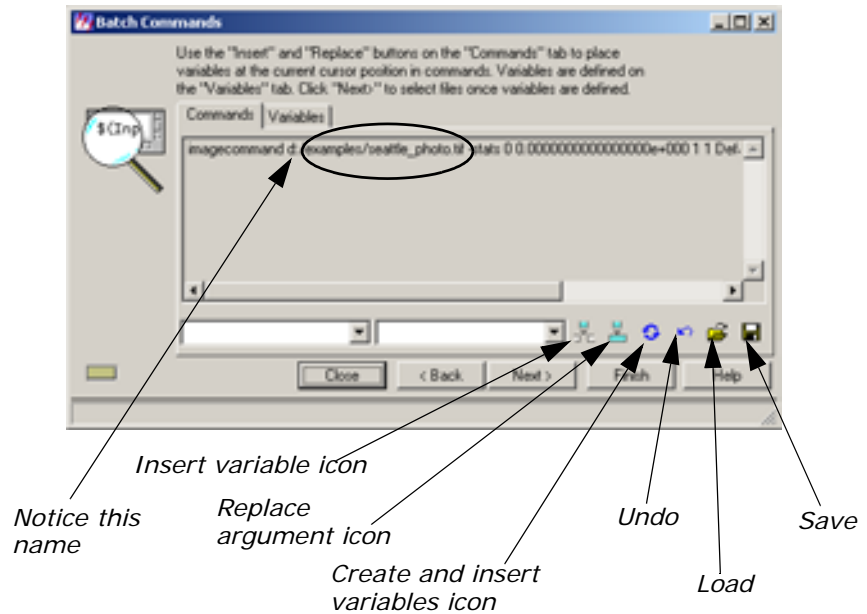 Batch Commands
Use the "Insert" and "Replace" buttons on the "Commands" tab to place
variables at the current cursor position in commands. Variables are defined on
the "Variables" tab. Click "Next>" to select files once variables are defined.
$(Inp
Commands Variables
imagecommand d: examples/seattle_photo.tif -stats 0 0.0000000000000000e+000 1 1
Close < Back Next > Finish Help
Insert variable icon
Replace
argument icon
Create and insert
variables icon
Notice this
name
Undo
Load
Save